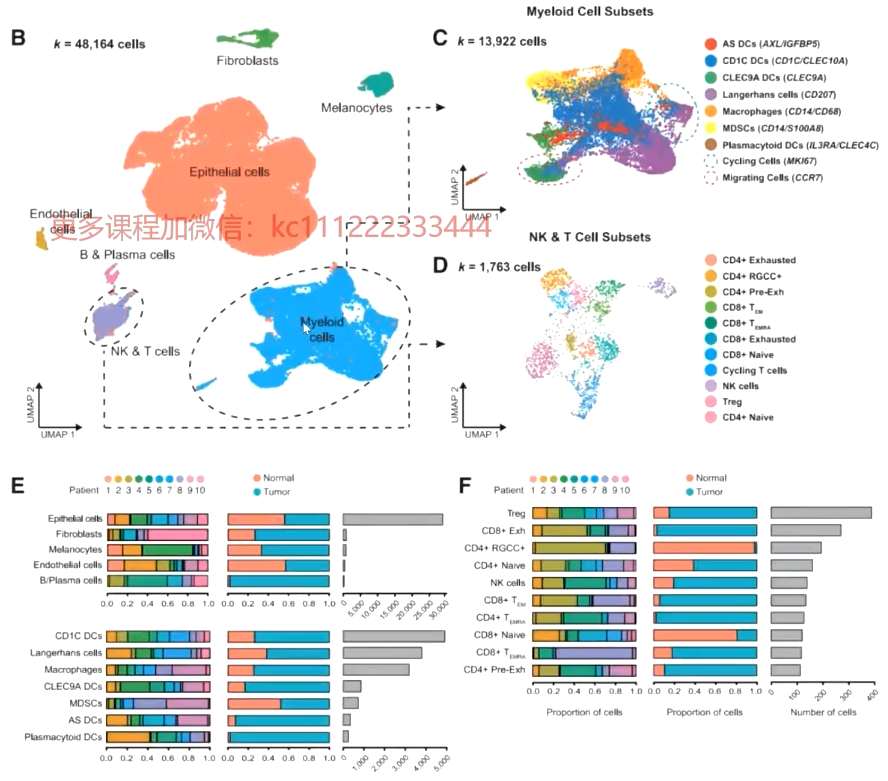 Myeloid Cell Subsets
B
k = 48,164 cells
Fibroblasts
Melanocytes
Epithelial cells
Endothelial
cells
B & Plasma cells
NK & T cells
Myeloid
cells
UMAP 2
UMAP 1
C
k = 13,922 cells
AS DCs (AXL/IGFBP5)
CD1C DCs (CD1C/CLEC10A)
CLEC9A DCs (CLEC9A)
Langerhans cells (CD207)
Macrophages (CD14/CD68)
MDSCs (CD14/S100A8)
Plasmacytoid DCs (IL3RA/CLEC4C)
Cycling Cells (MKI67)
Migrating Cells (CCR7)
UMAP 2
UMAP 1
更多课程加微信：kc111222333444
NK & T Cell Subsets
D
k = 1,763 cells
CD4+ Exhausted
CD4+ RGCC+
CD4+ Pre-Exh
CD8+ TEM
CD8+ TEMRA
CD8+ Exhausted
CD8+ Naive
Cycling T cells
NK cells
Treg
CD4+ Naive
UMAP 2
UMAP 1
E
Patient 1 2 3 4 5 6 7 8 9 10
Normal
Tumor
Epithelial cells
Fibroblasts
Melanocytes
Endothelial cells
B/Plasma cells
0.0 0.2 0.4 0.6 0.8 1.0
0.0 0.2 0.4 0.6 0.8 1.0
0 5,000 10,000 15,000 20,000 25,000 30,000
CD1C DCs
Langerhans cells
Macrophages
CLEC9A DCs
MDSCs
AS DCs
Plasmacytoid DCs
0.0 0.2 0.4 0.6 0.8 1.0
0.0 0.2 0.4 0.6 0.8 1.0
0 1,000 2,000 3,000 4,000 5,000
F
Patient 1 2 3 4 5 6 7 8 9 10
Normal
Tumor
Treg
CD8+ Exh
CD4+ RGCC+
CD4+ Naive
NK cells
CD8+ TEM
CD4+ TEMRA
CD8+ Naive
CD8+ TEMRA
CD4+ Pre-Exh
0.0 0.2 0.4 0.6 0.8 1.0
0.0 0.2 0.4 0.6 0.8 1.0
0 100 200 300 400
Proportion of cells
Proportion of cells
Number of cells